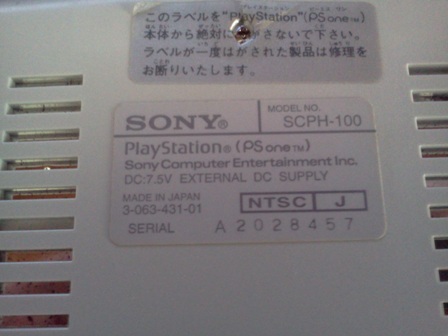 このラベルを"PlayStation"(PS one™)
本体から絶対にはがさないで下さい。
ラベルが一度はがされた製品は修理を
お断りいたします。
SONY®
MODEL NO.
SCPH-100
PlayStation® (PS one™)
Sony Computer Entertainment Inc.
DC:7.5V EXTERNAL DC SUPPLY
MADE IN JAPAN
3-063-431-01
NTSC J
SERIAL A2028457